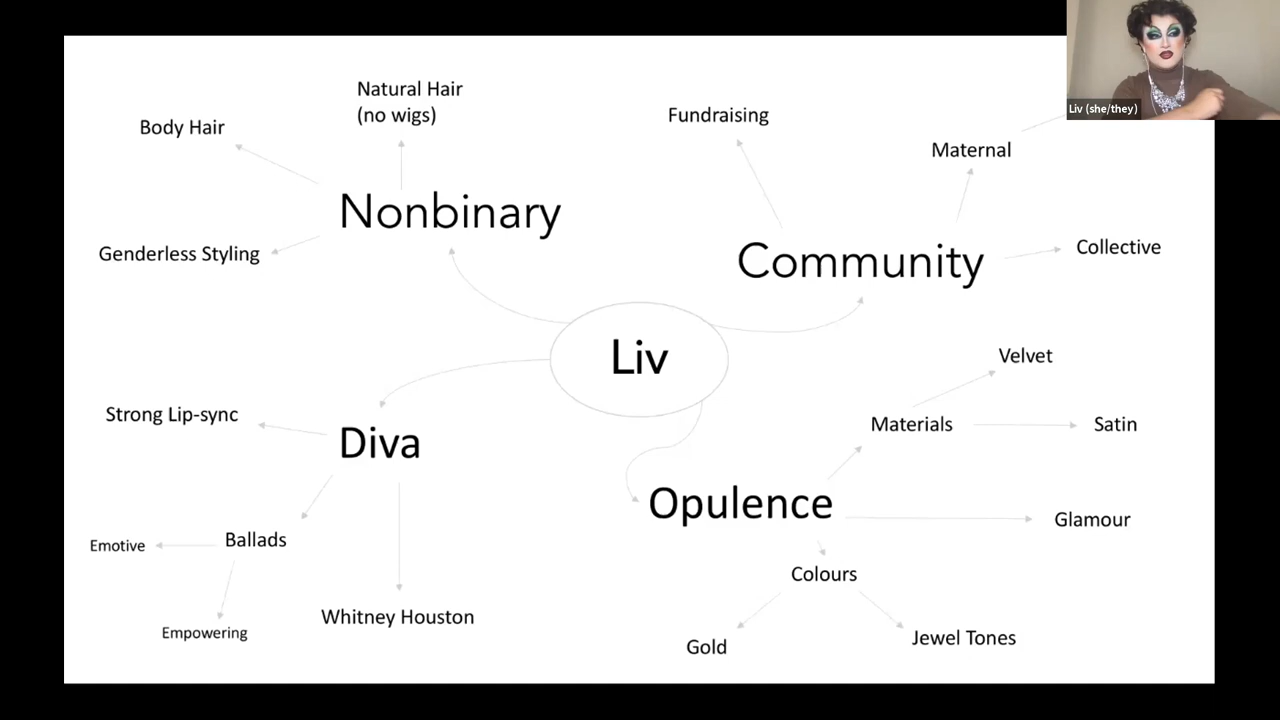 Liv (she/they)
Natural Hair
(no wigs)
Body Hair
Fundraising
Maternal
Nonbinary
Genderless Styling
Community
Collective
Liv
Velvet
Strong Lip-sync
Diva
Materials
Satin
Opulence
Glamour
Emotive
Ballads
Colours
Whitney Houston
Empowering
Gold
Jewel Tones